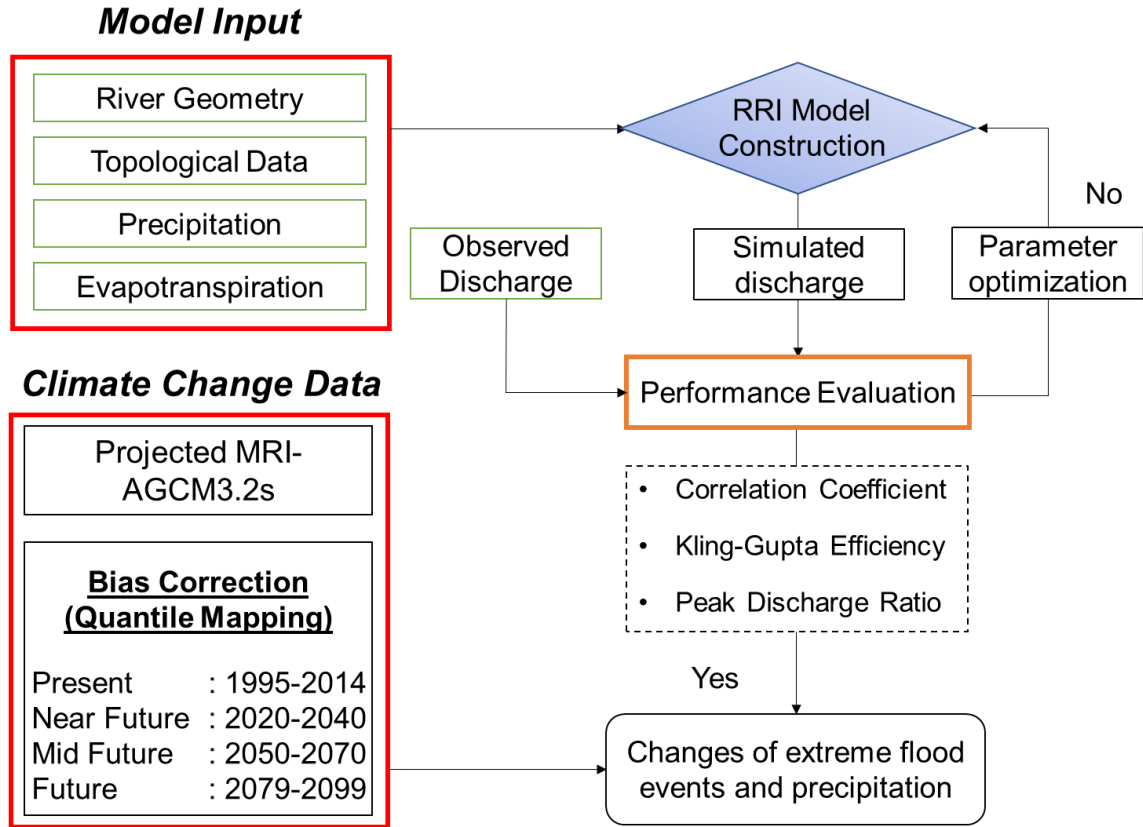 Model Input
River Geometry
Topological Data
Precipitation
Evapotranspiration
RRI Model
Construction
No
Observed
Discharge
Simulated
discharge
Parameter
optimization
Performance Evaluation
• Correlation Coefficient
• Kling-Gupta Efficiency
• Peak Discharge Ratio
Yes
Climate Change Data
Projected MRI-
AGCM3.2s
Bias Correction
(Quantile Mapping)
Present : 1995-2014
Near Future : 2020-2040
Mid Future : 2050-2070
Future : 2079-2099
Changes of extreme flood
events and precipitation